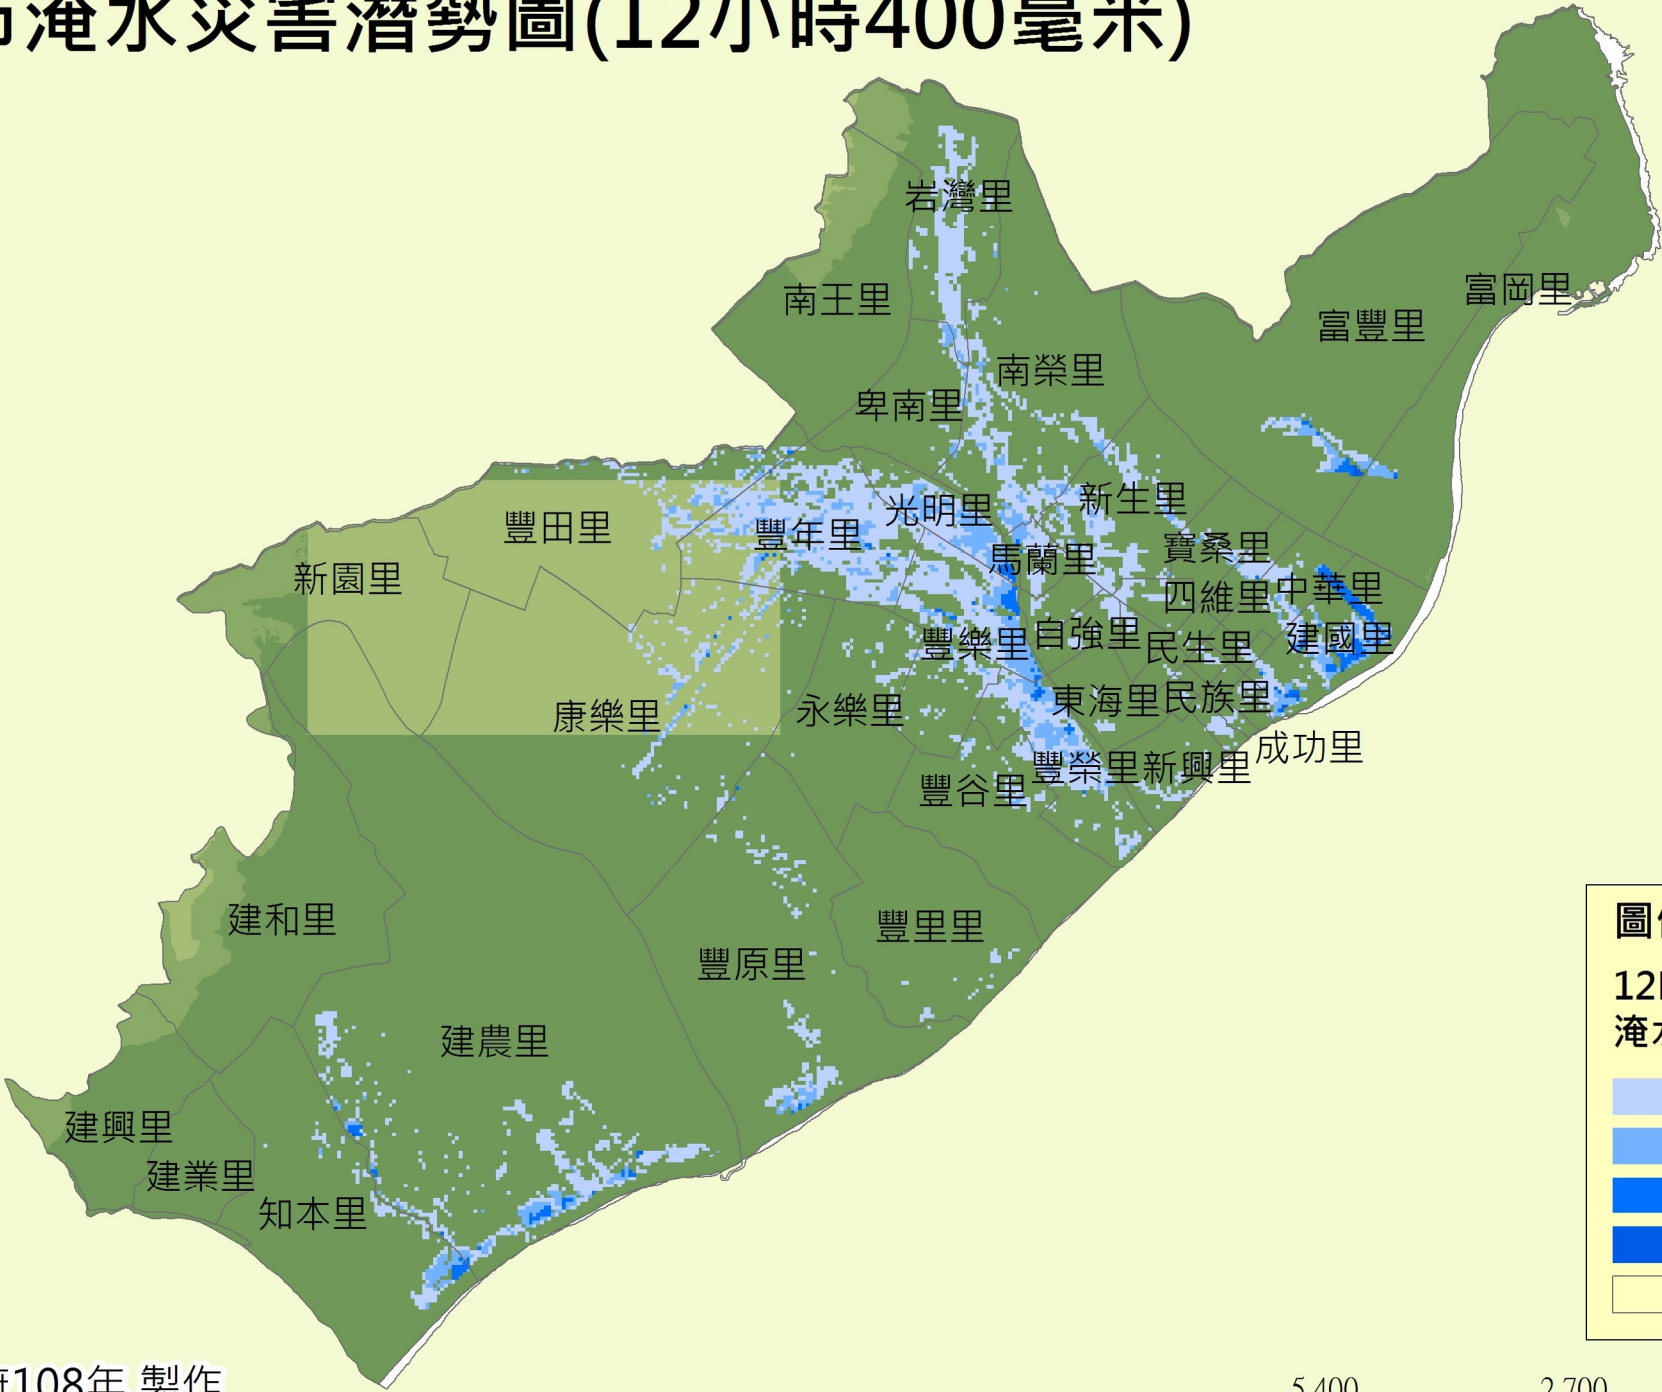 市淹水災害潛勢圖(12小時400毫米)
岩灣里
南王里
富岡里
富豐里
南榮里
卑南里
新生里
光明里
豐田里
豐年里
寶桑里
馬蘭里
新園里
中華里
四維里
自強里
建國里
豐樂里
民生里
民族里
東海里
永樂里
康樂里
成功里
豐榮里
新興里
豐谷里
建和里
豐里里
豐原里
建農里
建興里
建業里
知本里
12
淹
108年 製作
5,400 2,700